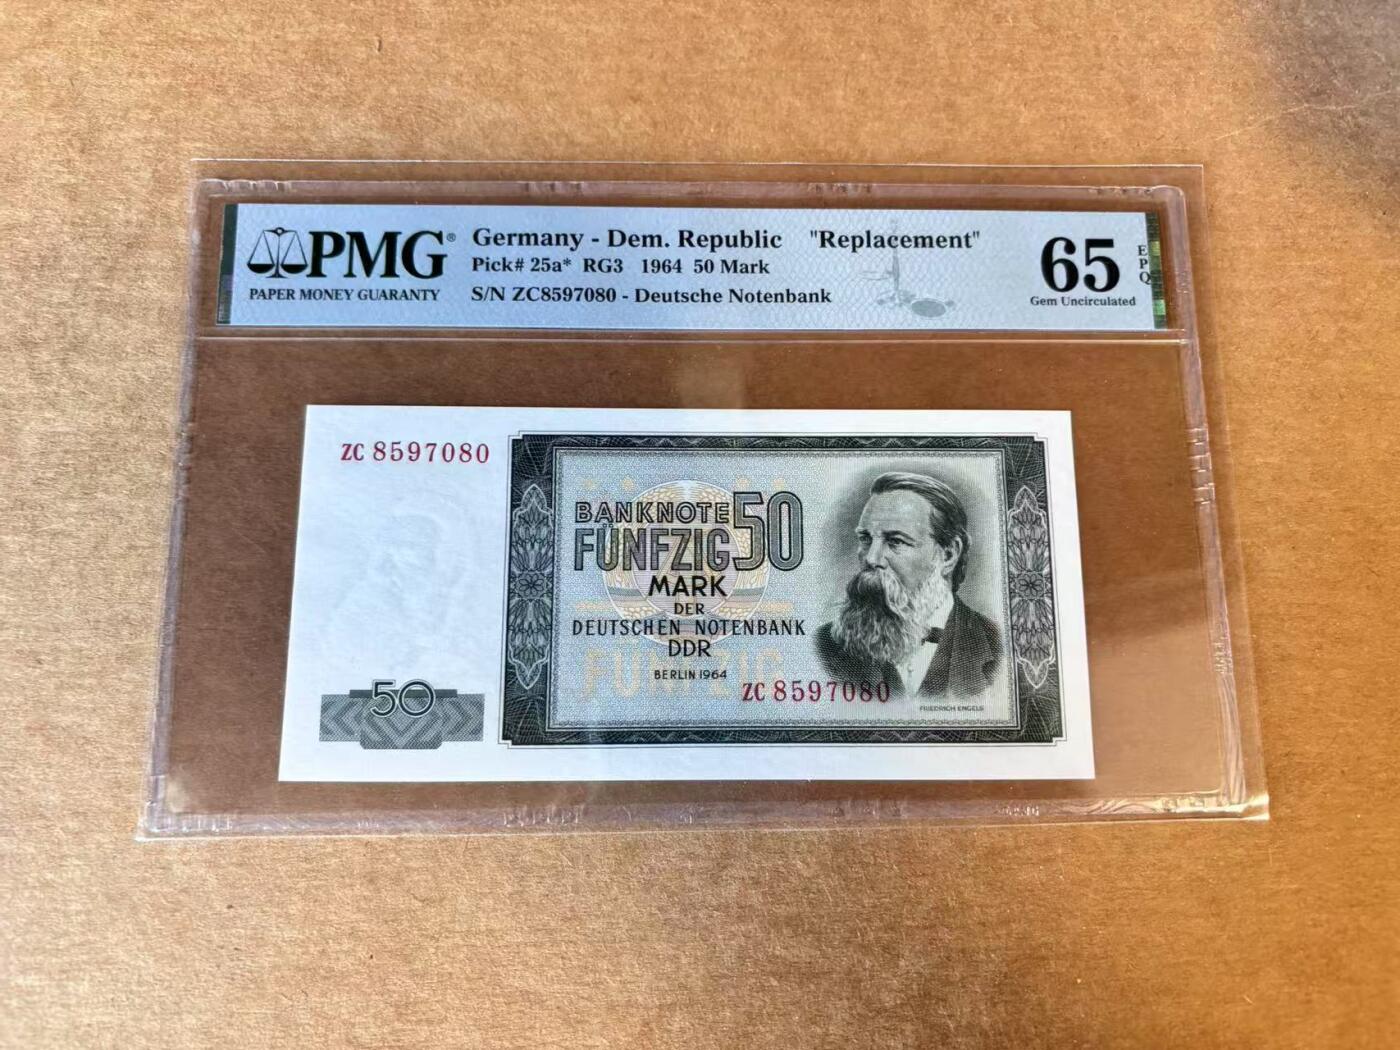 PMG®
PAPER MONEY GUARANTY
Germany - Dem. Republic "Replacement"
Pick# 25a* RG3 1964 50 Mark
S/N ZC8597080 - Deutsche Notenbank
65 EPQ
Gem Uncirculated
ZC 8597080
BANKNOTE 50
FÜNFZIG
MARK
DER
DEUTSCHEN NOTENBANK
DDR
FÜNFZIG
BERLIN 1964
ZC 8597080
FRIEDRICH ENGELS
50